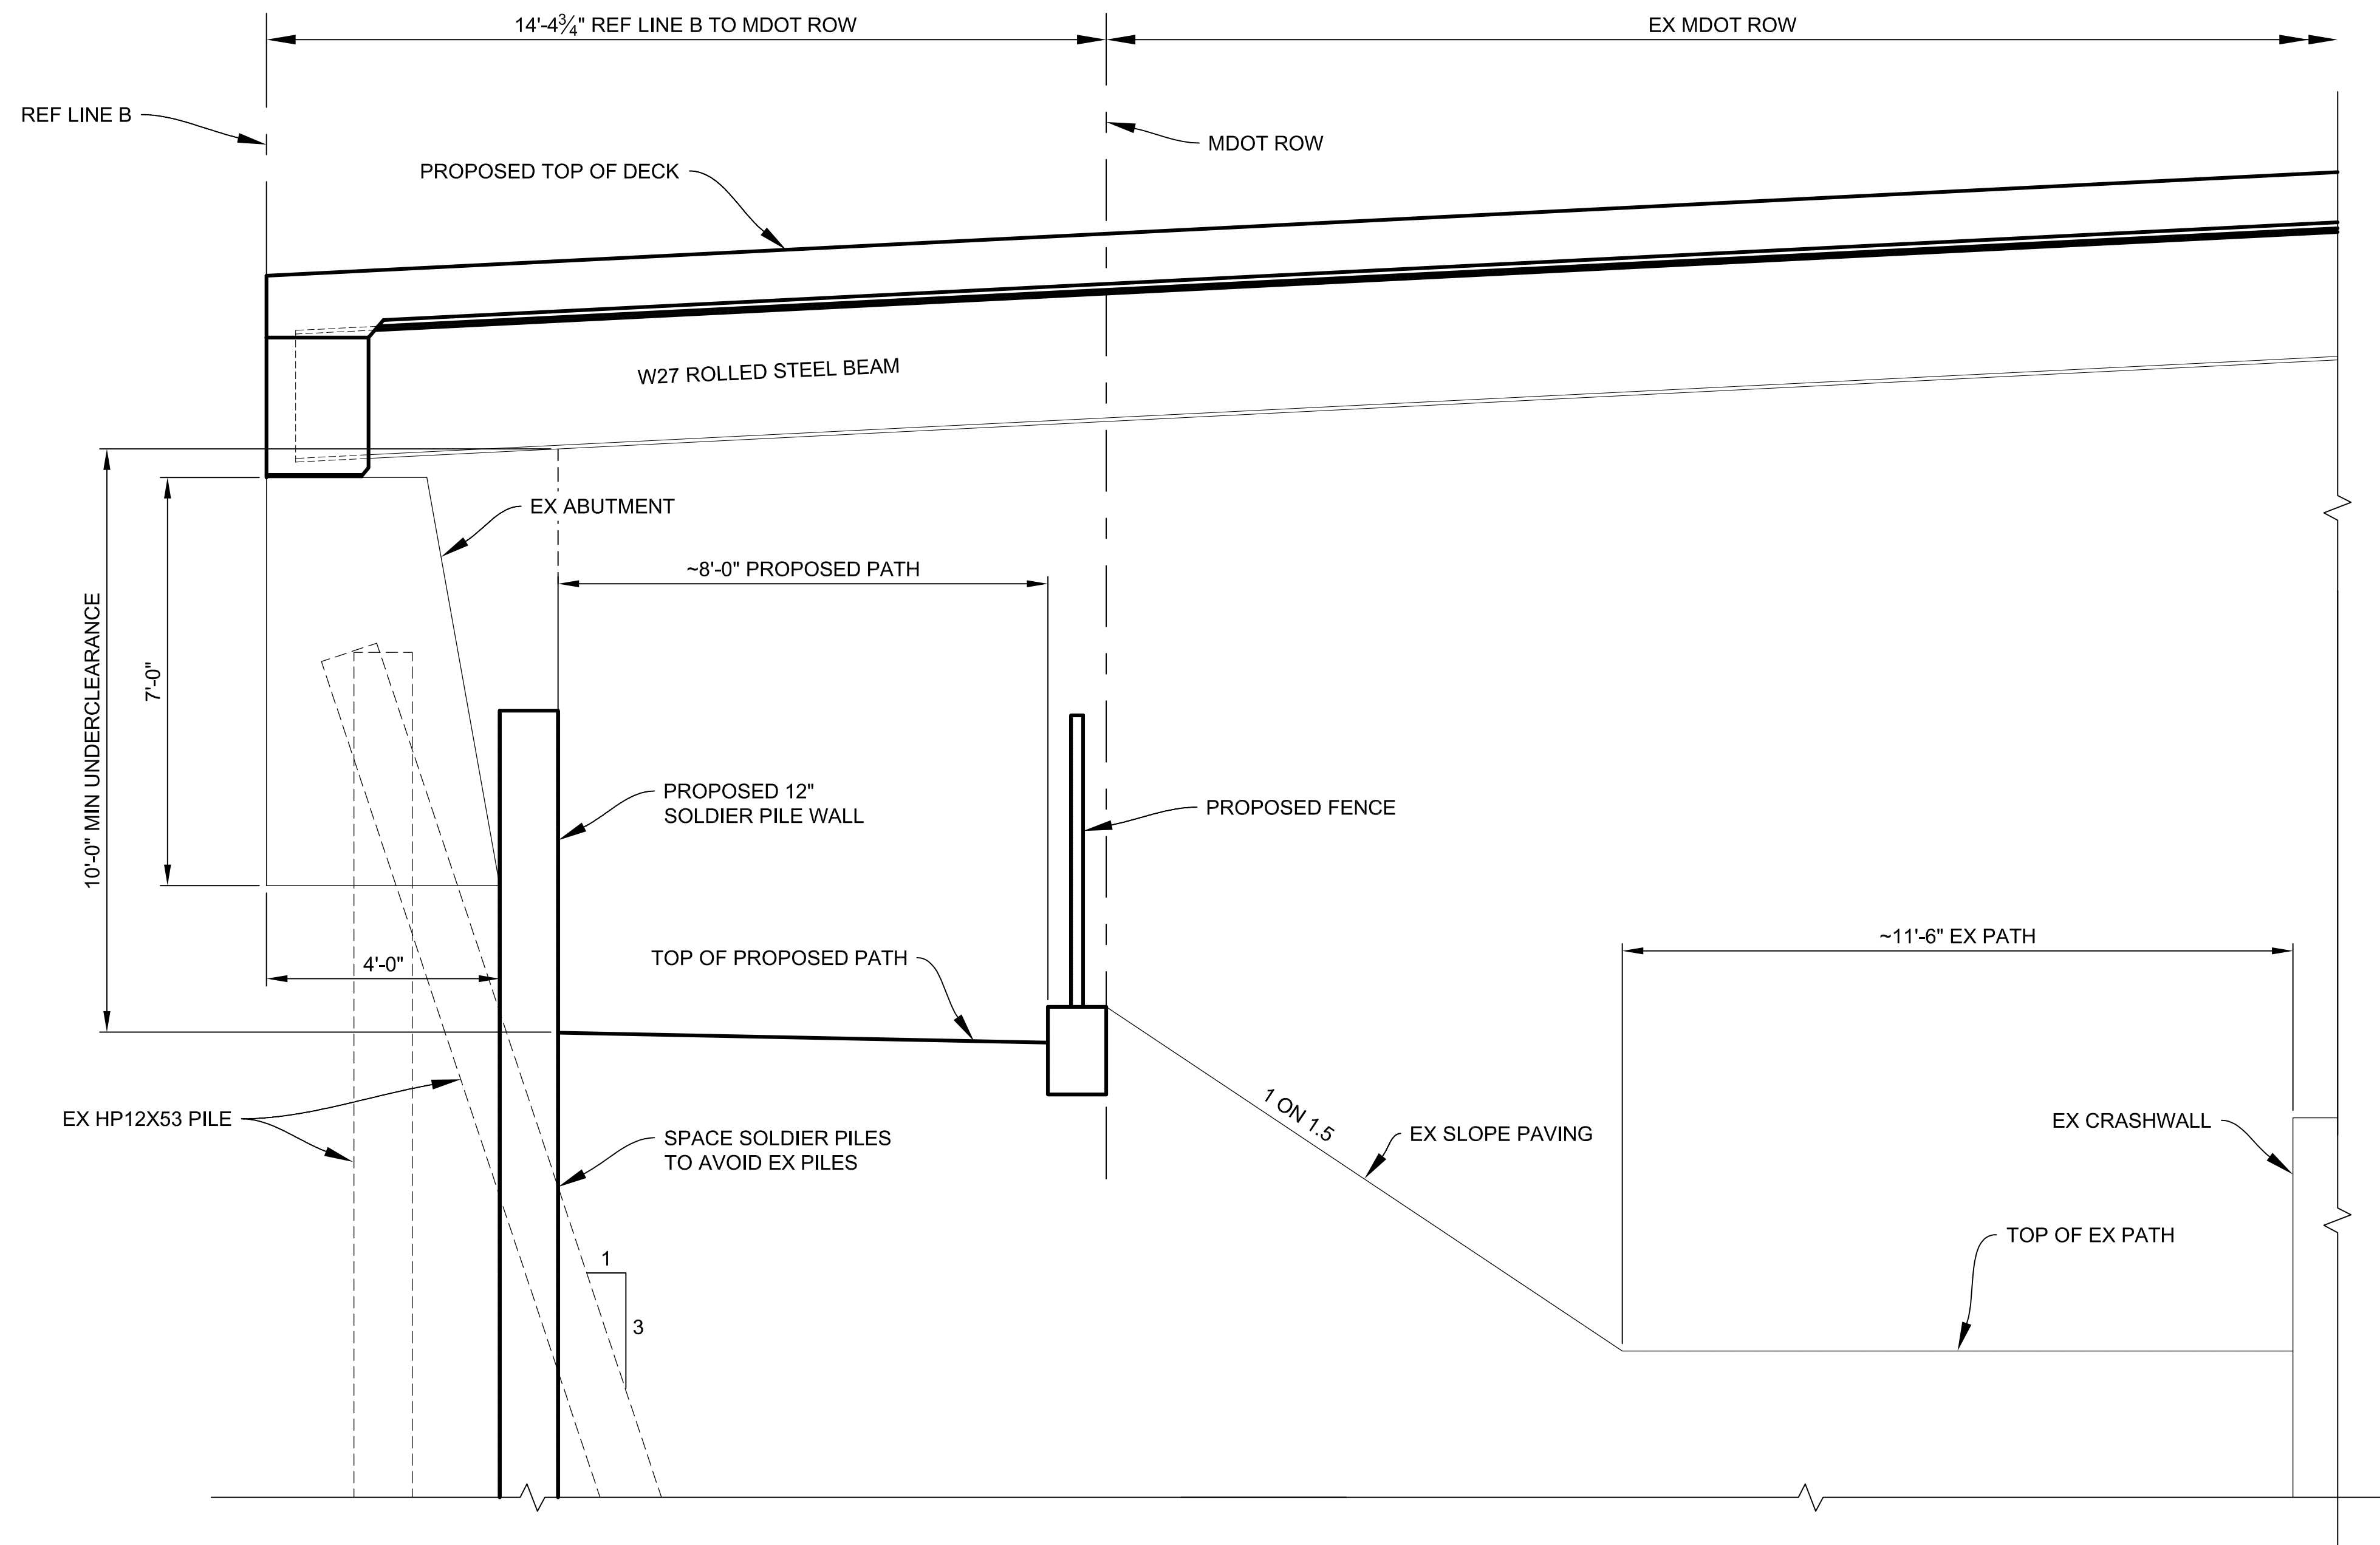 14'-4¾" REF LINE B TO MDOT ROW
EX MDOT ROW
REF LINE B
MDOT ROW
PROPOSED TOP OF DECK
W27 ROLLED STEEL BEAM
EX ABUTMENT
~8'-0" PROPOSED PATH
10'-0" MIN UNDERCLEARANCE
7'-0"
PROPOSED 12"
SOLDIER PILE WALL
PROPOSED FENCE
~11'-6" EX PATH
TOP OF PROPOSED PATH
4'-0"
EX HP12X53 PILE
1 ON 1.5
EX SLOPE PAVING
EX CRASHWALL
SPACE SOLDIER PILES
TO AVOID EX PILES
TOP OF EX PATH
1
3